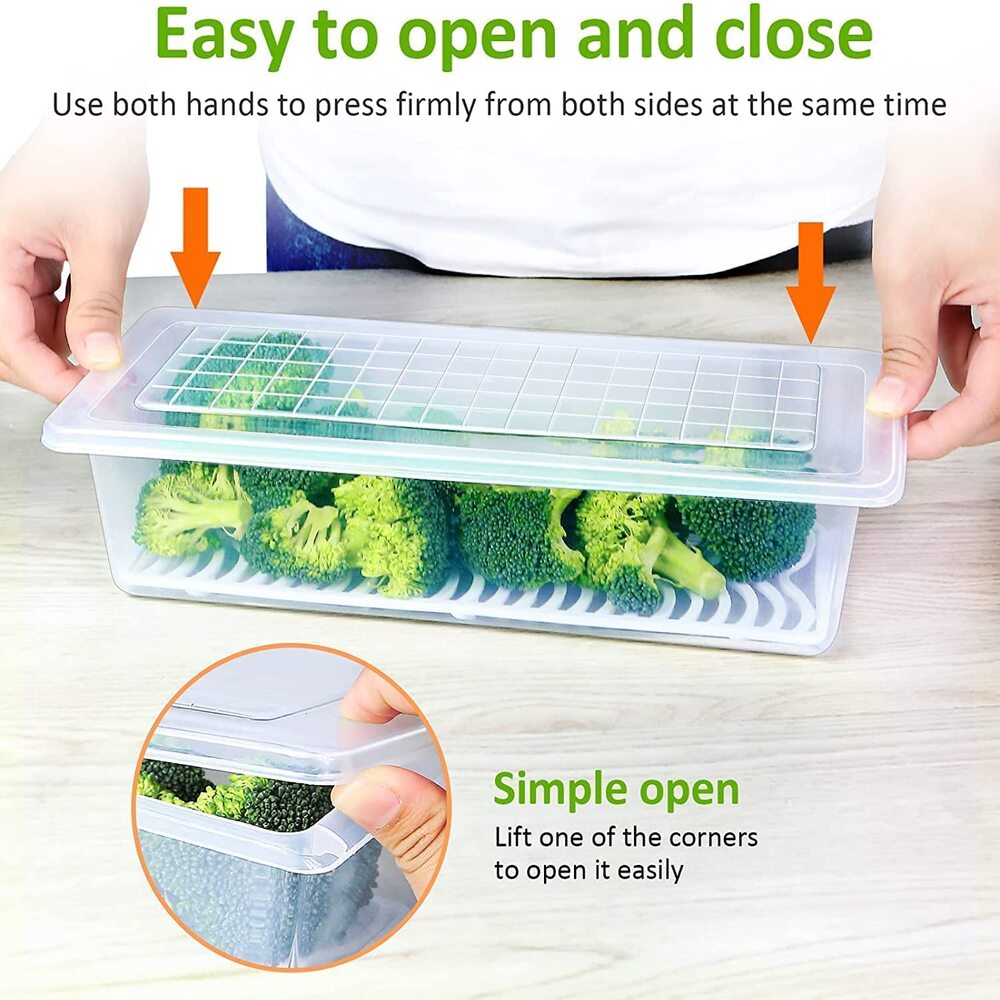 Easy to open and close
Use both hands to press firmly from both sides at the same time
Simple open
Lift one of the corners
to open it easily